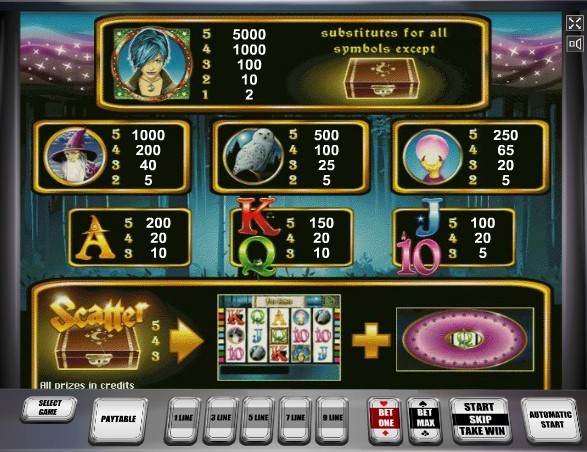 5 5000
4 1000
3 100
2 10
1 2
substitutes for all
symbols except
5 1000
4 200
3 40
2 5
5 500
4 100
3 25
2 5
5 250
4 65
3 20
2 5
A
5 200
4 20
3 10
K
Q
5 150
4 20
3 10
J
10
5 100
4 20
3 5
Scatter
5
4
3
All prizes in credits
SELECT
GAME
PAYTABLE
1 LINE
3 LINE
5 LINE
7 LINE
9 LINE
BET
ONE
BET
MAX
START
SKIP
TAKE WIN
AUTOMATIC
START